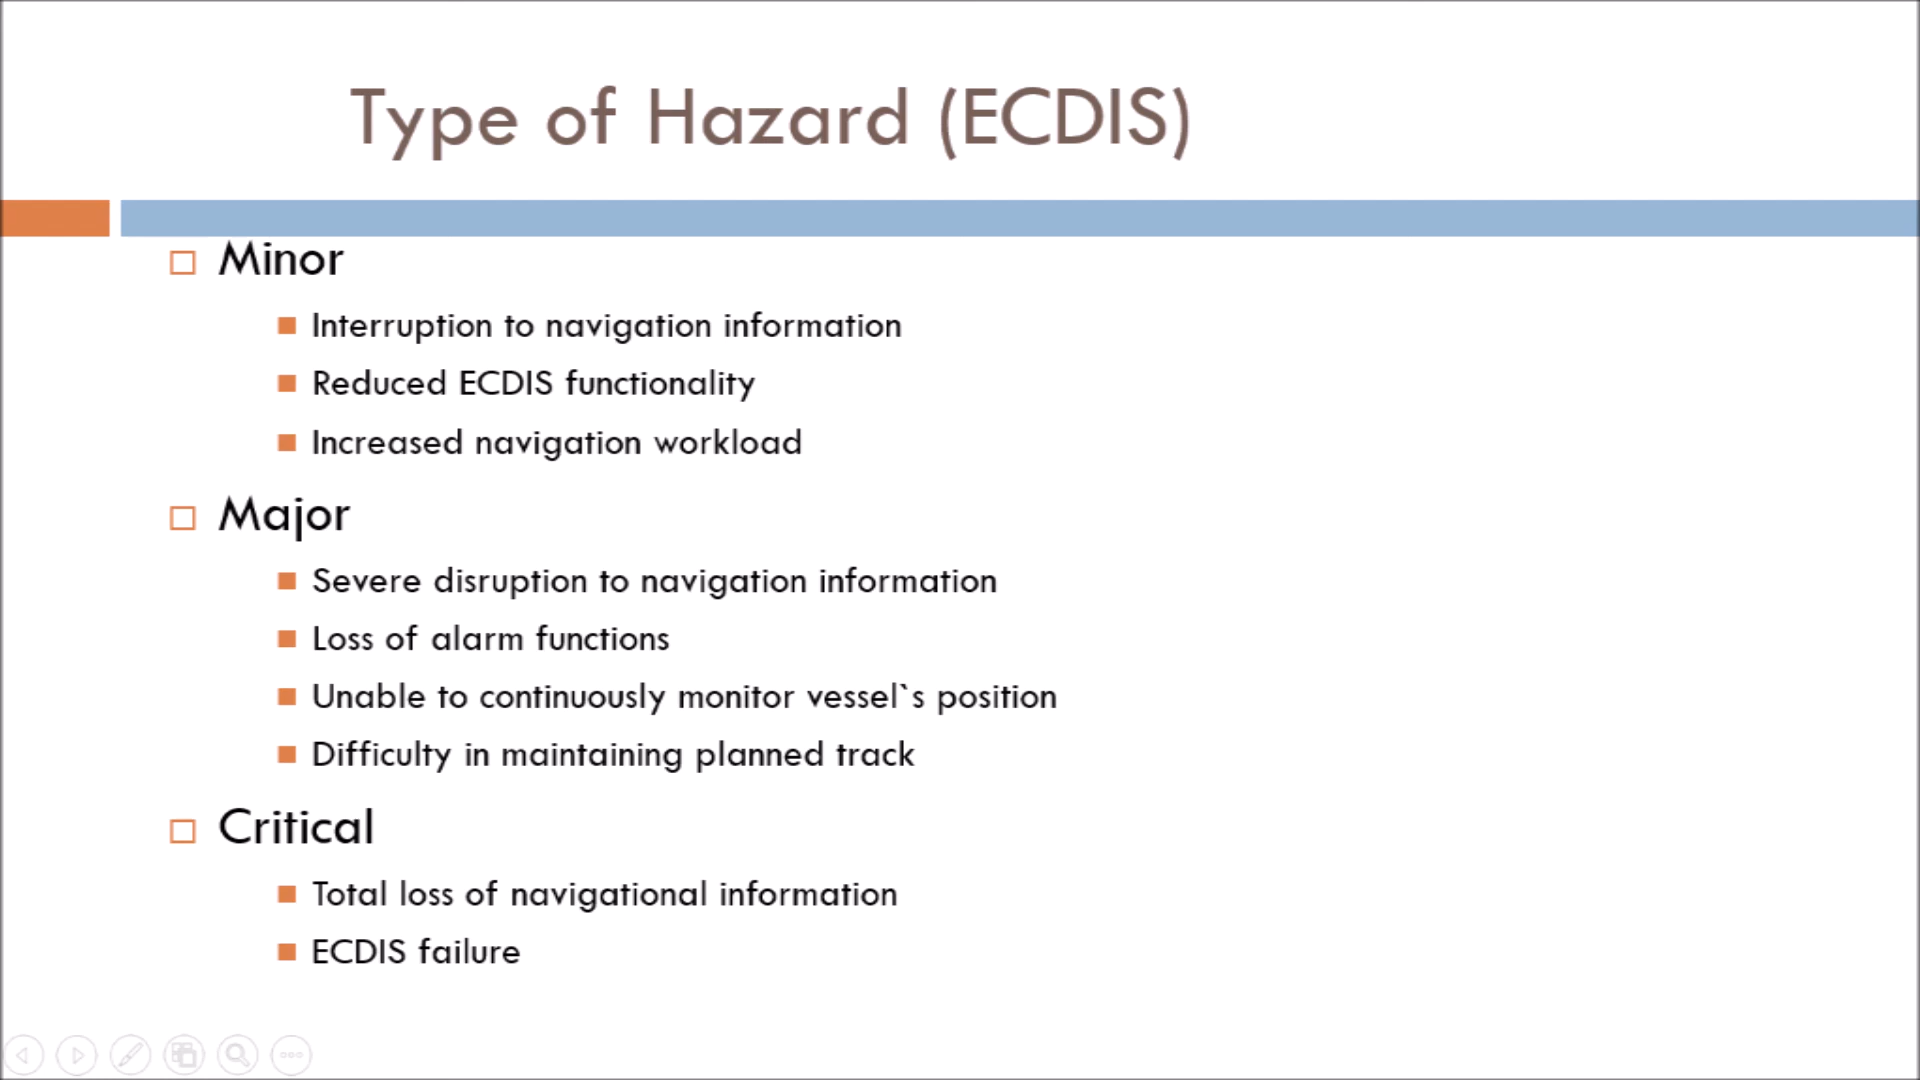 Type of Hazard (ECDIS)
Minor
Interruption to navigation information
Reduced ECDIS functionality
Increased navigation workload
Major
Severe disruption to navigation information
Loss of alarm functions
Unable to continuously monitor vessel`s position
Difficulty in maintaining planned track
Critical
Total loss of navigational information
ECDIS failure